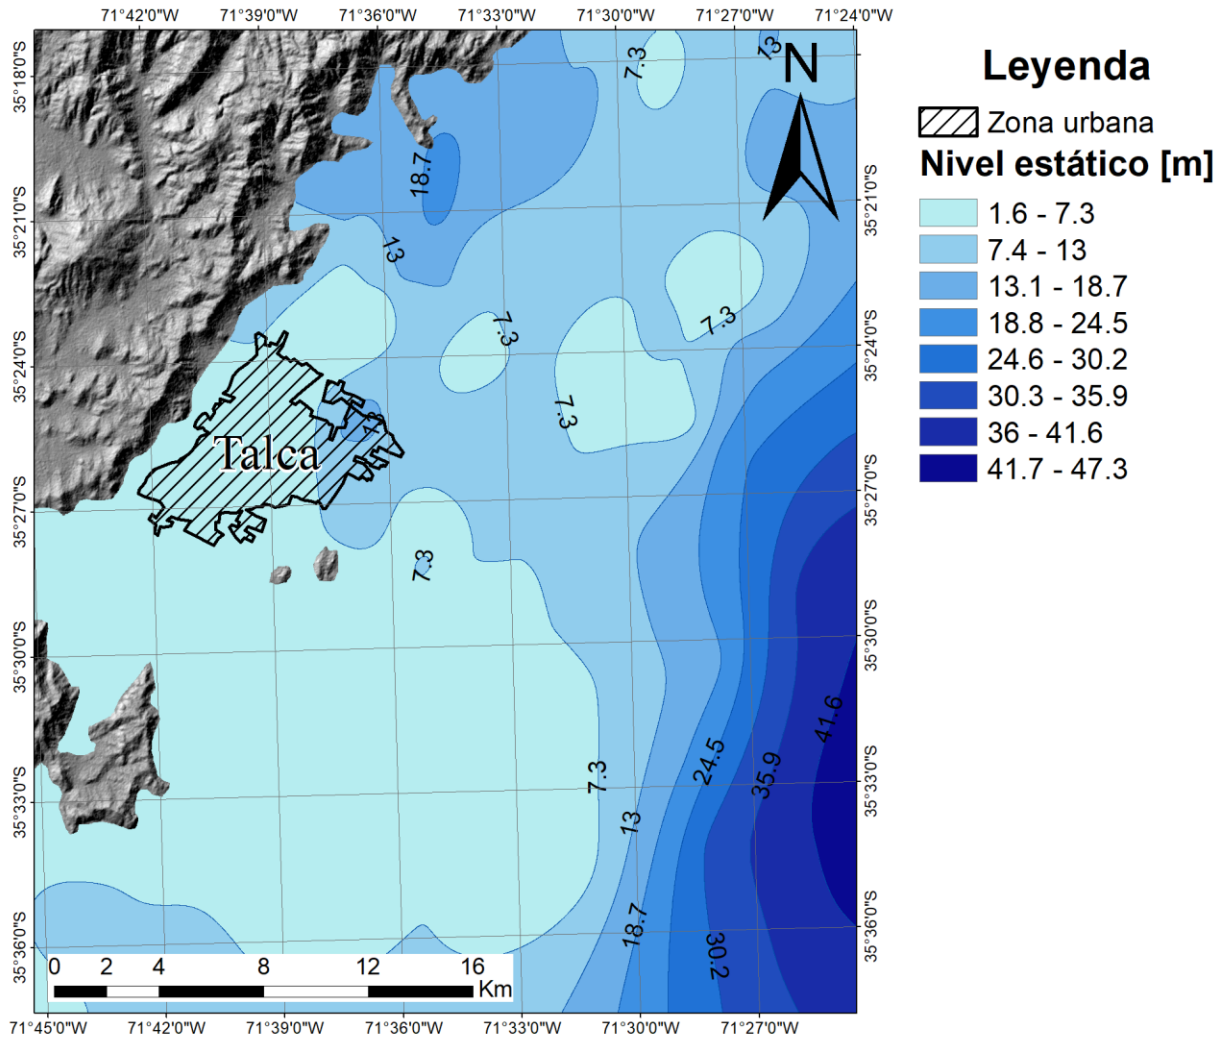 71°42'0"W 71°39'0"W 71°36'0"W 71°33'0"W 71°30'0"W 71°27'0"W 71°24'0"W
35°18'0"S
35°21'0"S
35°24'0"S
35°27'0"S
35°30'0"S
35°33'0"S
35°36'0"S
7.3
13
N
18.7
13
7.3
7.3
7.3
13
Talca
7.3
41.6
24.5
35.9
7.3
13
18.7
30.2
0 2 4 8 12 16
Km
35°18'0"S
35°21'0"S
35°24'0"S
35°27'0"S
35°30'0"S
35°33'0"S
35°36'0"S
71°45'0"W 71°42'0"W 71°39'0"W 71°36'0"W 71°33'0"W 71°30'0"W 71°27'0"W
Leyenda
Zona urbana
Nivel estático [m]
1.6 - 7.3
7.4 - 13
13.1 - 18.7
18.8 - 24.5
24.6 - 30.2
30.3 - 35.9
36 - 41.6
41.7 - 47.3